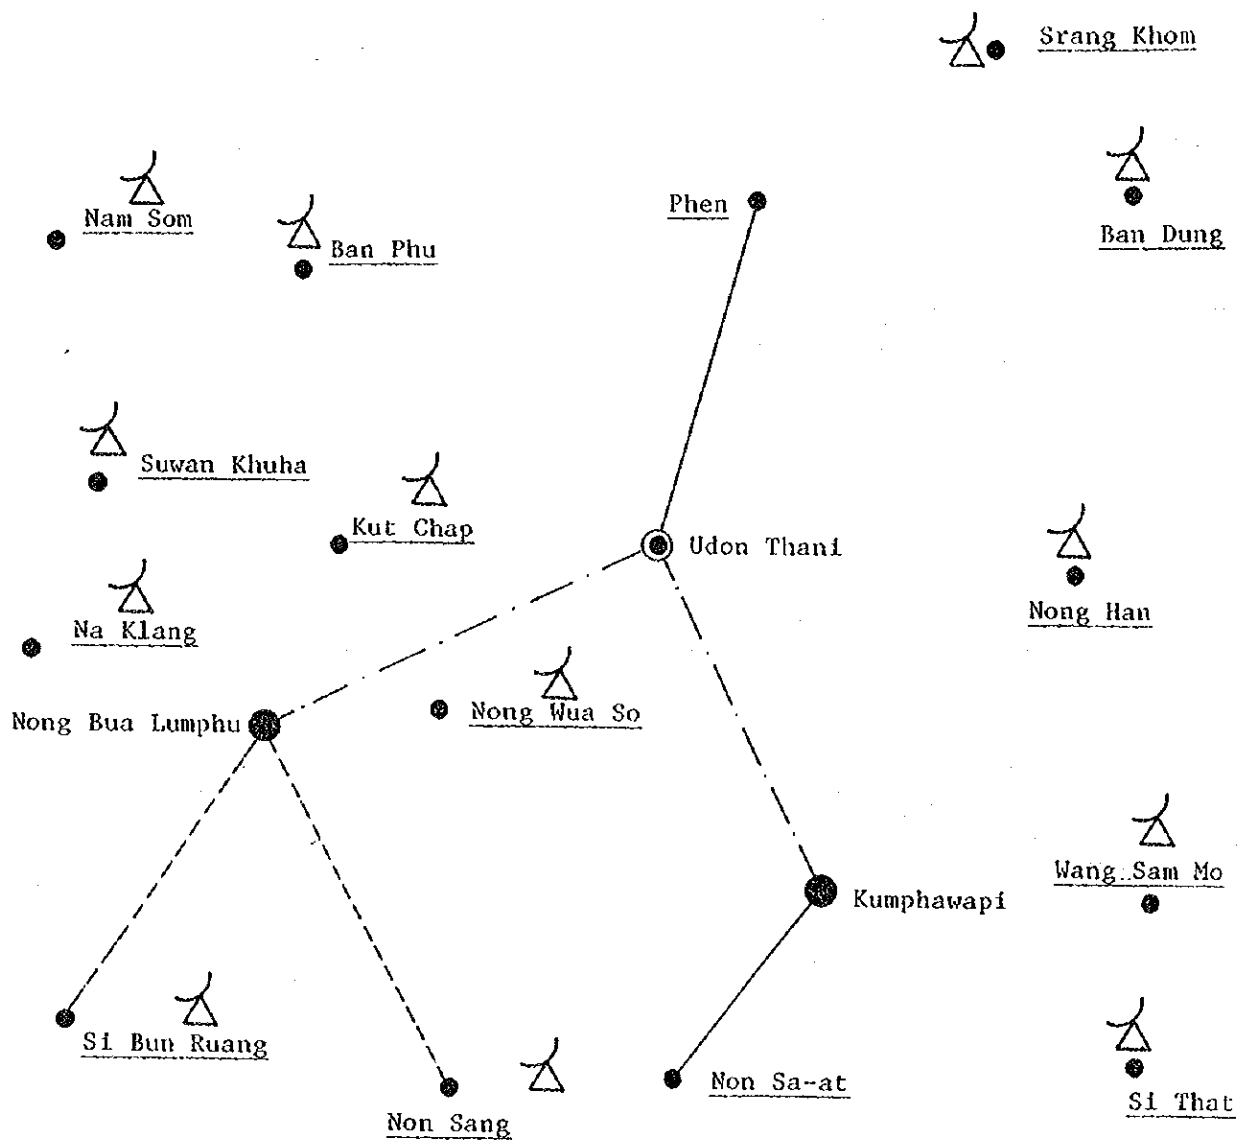 Srang Khom
Nam Som
Ban Phu
Phen
Ban Dung
Suwan Khuha
Kut Chap
Udon Thani
Na Klang
Nong Han
Nong Bua Lumphu
Nong Wua So
Wang Sam Mo
Kumphawapi
Si Bun Ruang
Non Sang
Non Sa-at
Si That